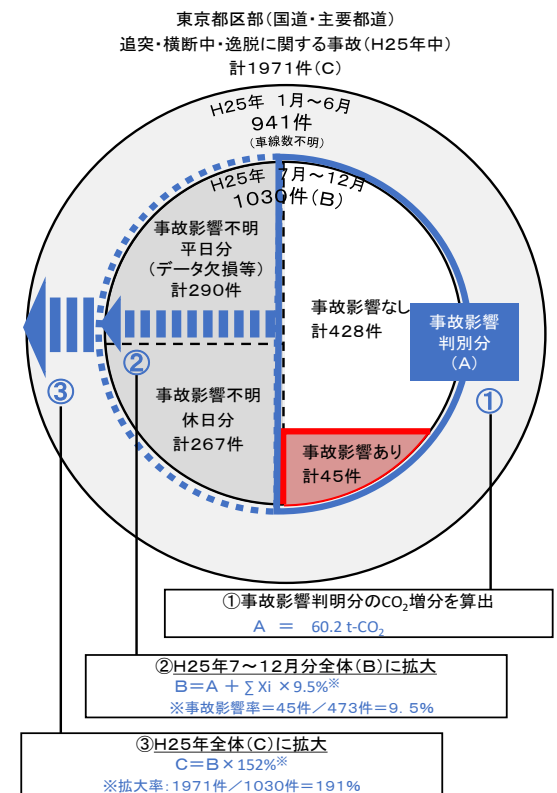 東京都区部(国道・主要都道)
追突・横断中・逸脱に関する事故(H25年中)
計1971件(C)
H25年 1月～6月
941件
(車線数不明)
H25年 7月～12月
1030件(B)
事故影響不明
平日分
(データ欠損等)
計290件
事故影響なし
計428件
事故影響
判別分
(A)
②
③
①
事故影響不明
休日分
計267件
事故影響あり
計45件
①事故影響判明分のCO₂増分を算出
A = 60.2 t-CO₂
②H25年7～12月分全体(B)に拡大
B=A + ∑ Xi ×9.5%※
※事故影響率=45件/473件=9.5%
③H25年全体(C)に拡大
C=B×152%※
※拡大率:1971件/1030件=191%